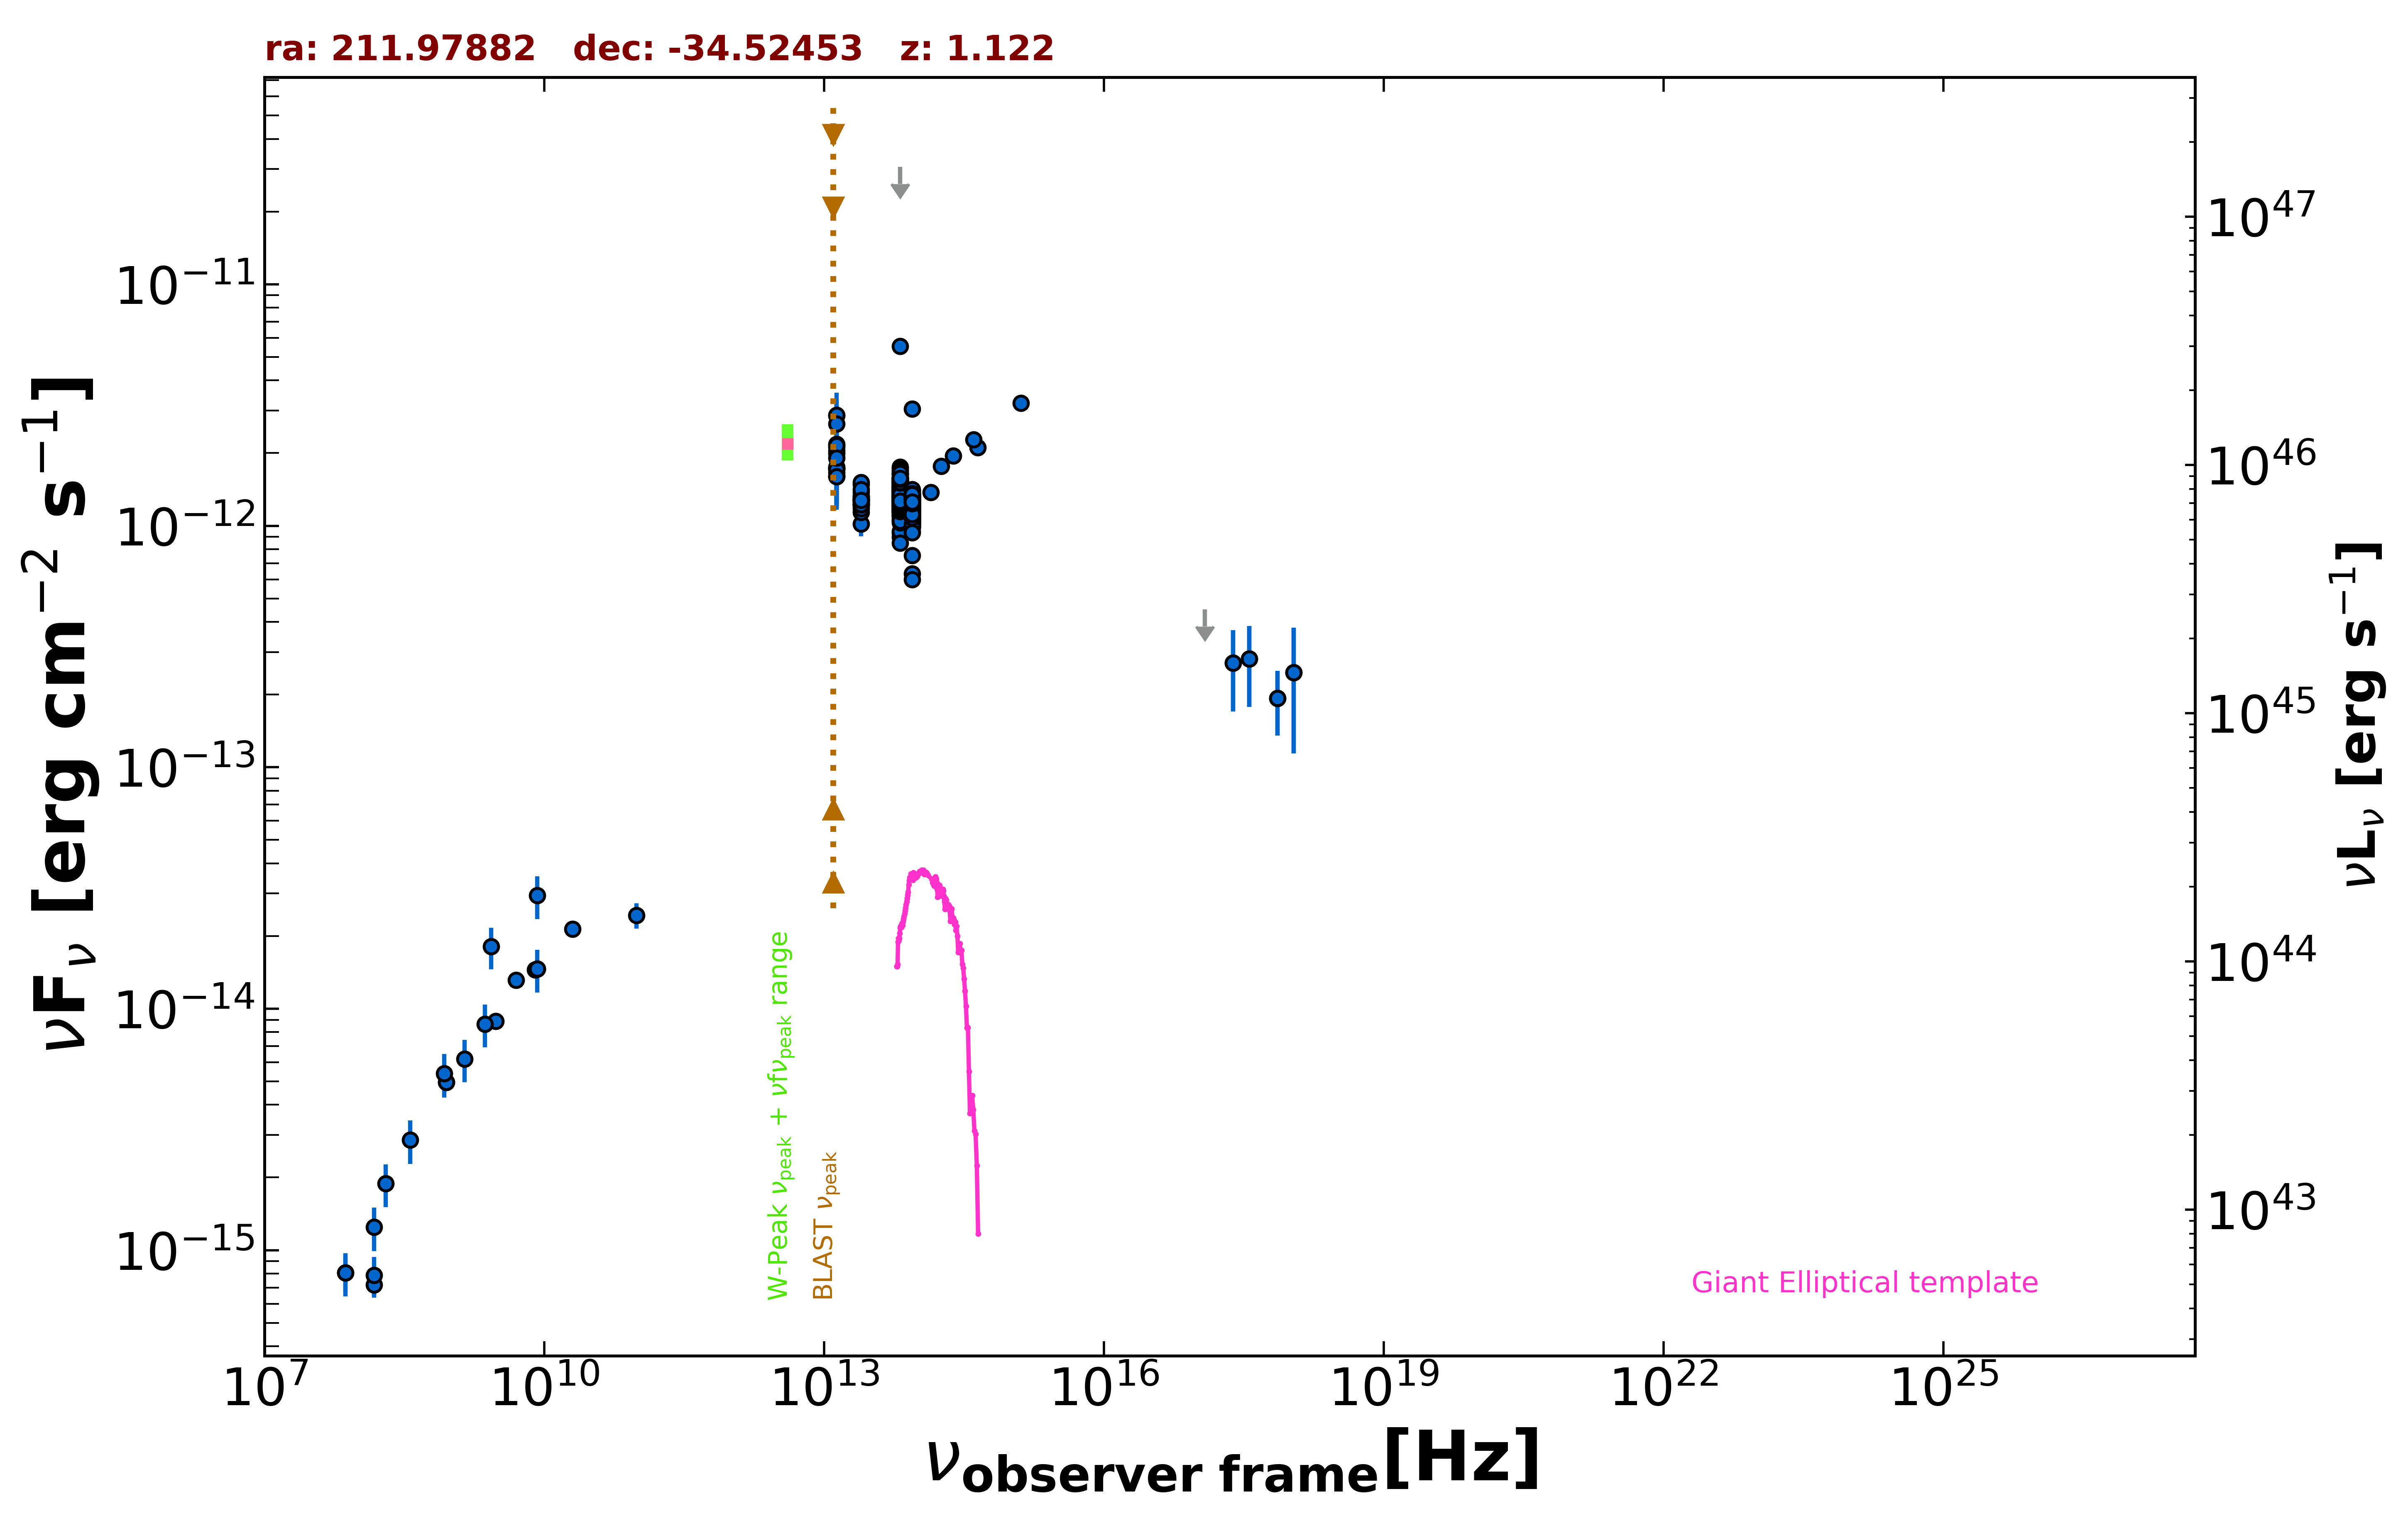 ra: 211.97882   dec: -34.52453   z: 1.122
νF_ν [erg cm⁻² s⁻¹]
10⁻¹¹
10⁻¹²
10⁻¹³
10⁻¹⁴
10⁻¹⁵
W-Peak ν_peak + νfν_peak range
BLAST ν_peak
Giant Elliptical template
10⁴⁷
10⁴⁶
10⁴⁵
10⁴⁴
10⁴³
νL_ν [erg s⁻¹]
10⁷ 10¹⁰ 10¹³ 10¹⁶ 10¹⁹ 10²² 10²⁵
ν_observer frame [Hz]